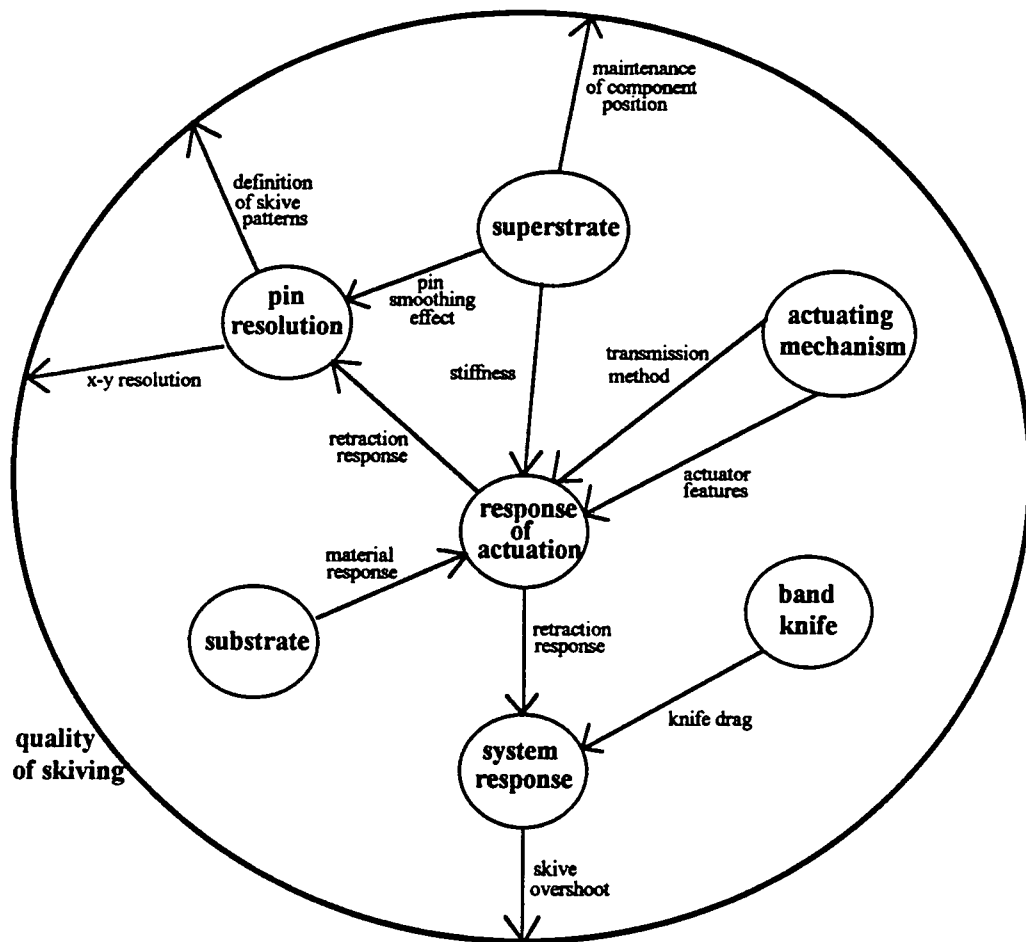 maintenance
of component
position
definition
of skive
patterns
superstrate
pin
resolution
pin
smoothing
effect
actuating
mechanism
x-y resolution
stiffness
transmission
method
retraction
response
actuator
features
response
of
actuation
material
response
substrate
band
knife
retraction
response
knife drag
quality
of skiving
system
response
skive
overshoot